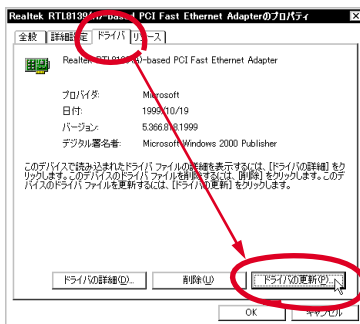 Realtek RTL8139(A)-based PCI Fast Ethernet Adapterのプロパティ
全般 詳細設定 ドライバ リソース
Realtek RTL8139(A)-based PCI Fast Ethernet Adapter
プロバイダ: Microsoft
日付: 1999/10/19
バージョン: 5.366.818.1999
デジタル署名者: Microsoft Windows 2000 Publisher
このデバイスで読み込まれたドライバ ファイルの詳細を表示するには、[ドライバの詳細] をク
リックします。このデバイスのドライバ ファイルを削除するには、[削除] をクリックします。このデ
バイスのドライバ ファイルを更新するには、[ドライバの更新] をクリックします。
ドライバの詳細(D)... 削除(U) ドライバの更新(P)...
OK キャンセル